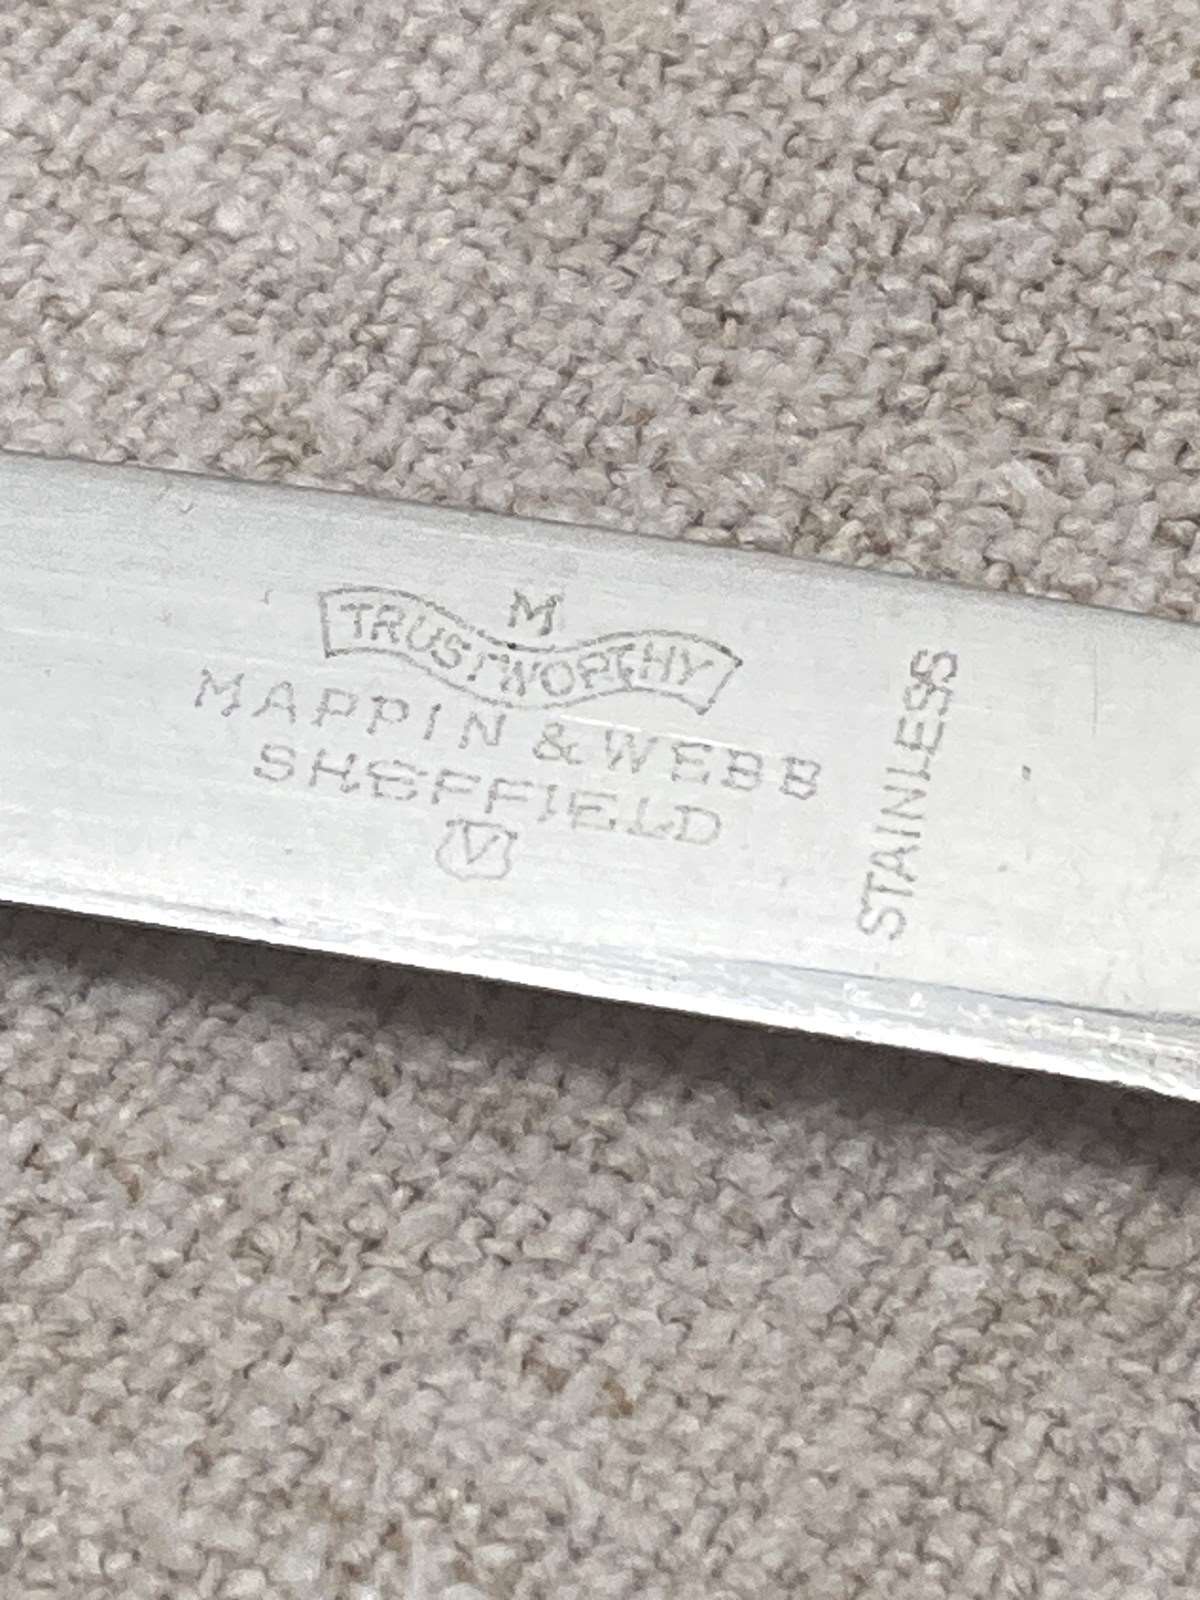 M
TRUSTWORTHY
MAPPIN & WEBB
SHEFFIELD
V
STAINLESS